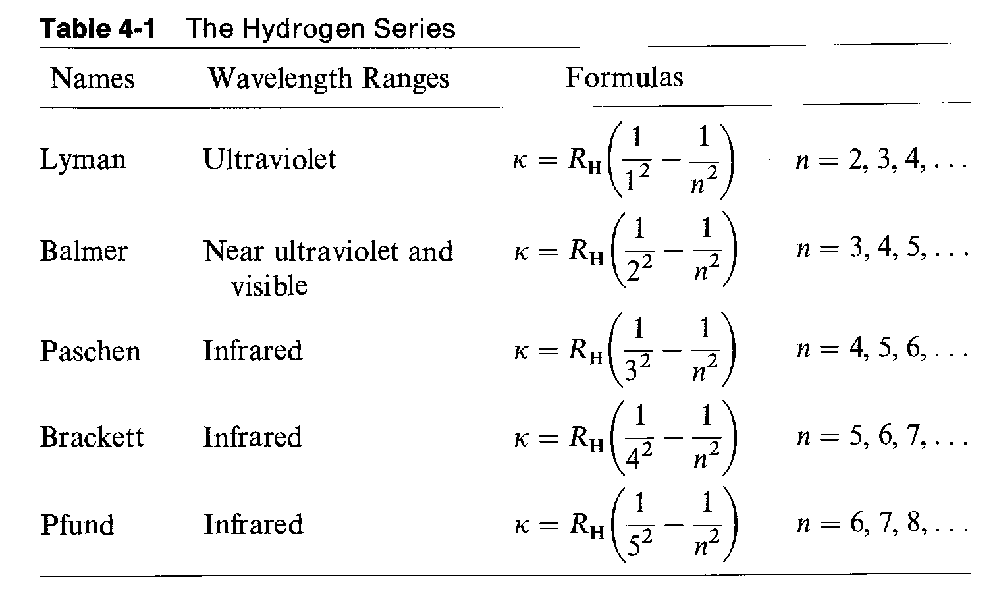 Table 4-1 The Hydrogen Series
Names Wavelength Ranges Formulas
Lyman Ultraviolet κ = R_H(1/1² − 1/n²) n = 2, 3, 4, . . .
Balmer Near ultraviolet and κ = R_H(1/2² − 1/n²) n = 3, 4, 5, . . .
visible
Paschen Infrared κ = R_H(1/3² − 1/n²) n = 4, 5, 6, . . .
Brackett Infrared κ = R_H(1/4² − 1/n²) n = 5, 6, 7, . . .
Pfund Infrared κ = R_H(1/5² − 1/n²) n = 6, 7, 8, . . .